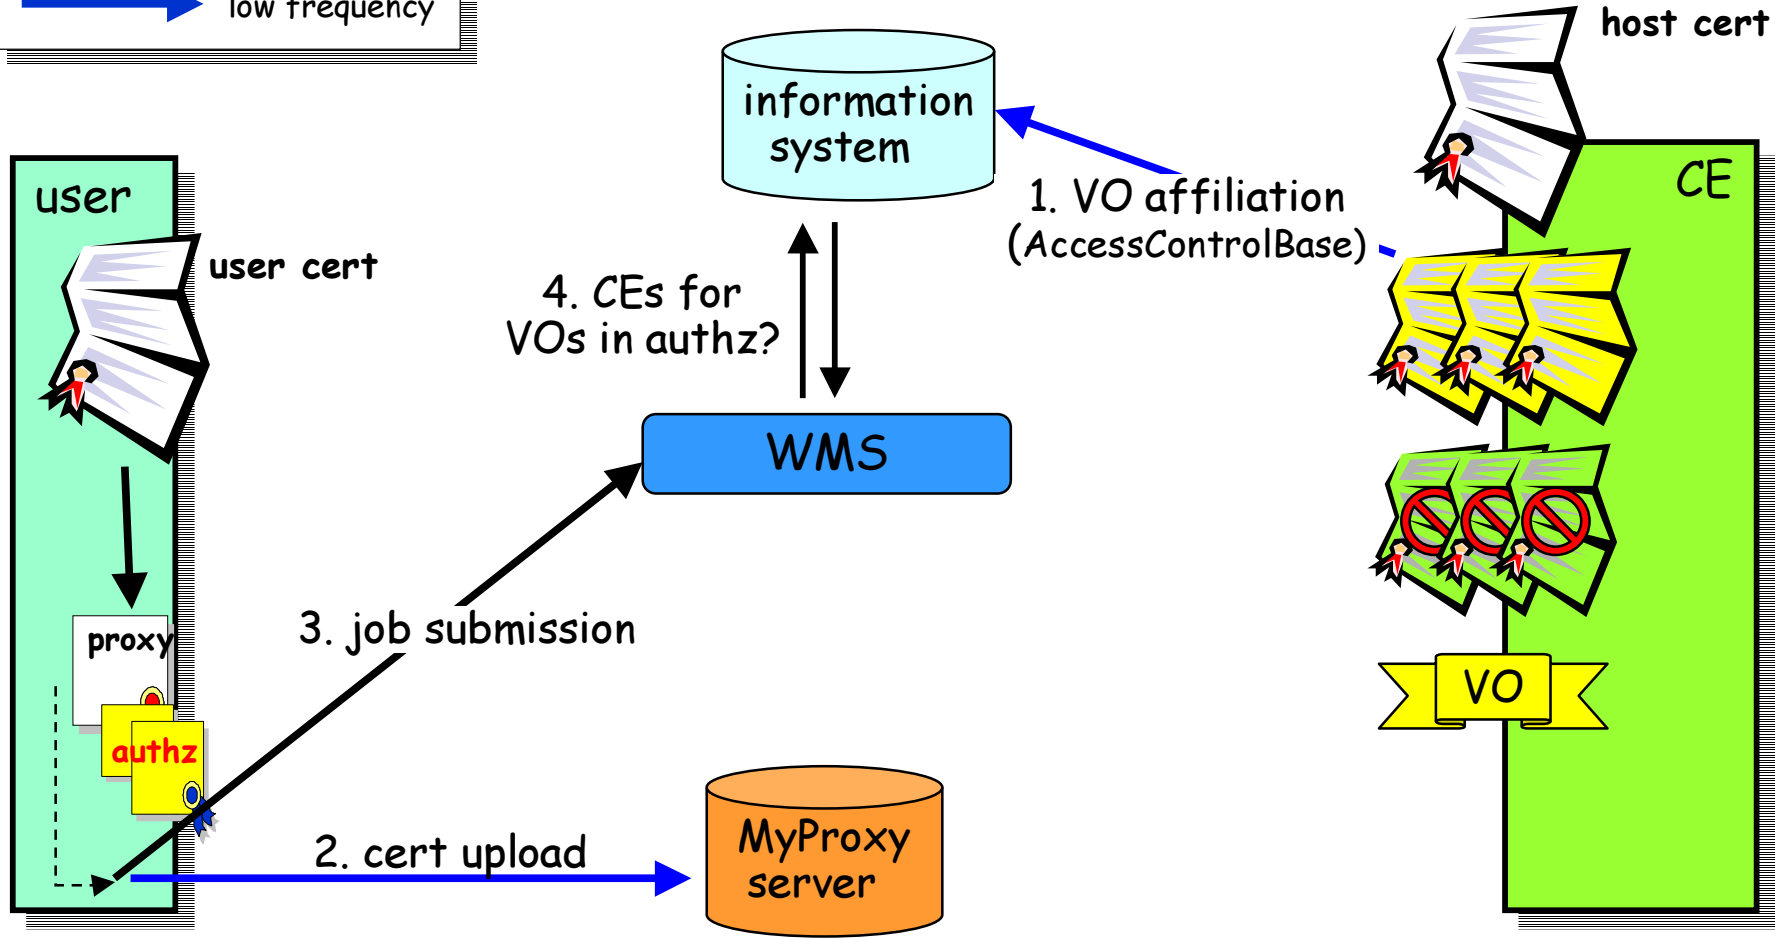 low frequency
host cert
information
system
CE
user
1. VO affiliation
(AccessControlBase)
user cert
4. CEs for
VOs in authz?
WMS
3. job submission
proxy
VO
authz
MyProxy
server
2. cert upload